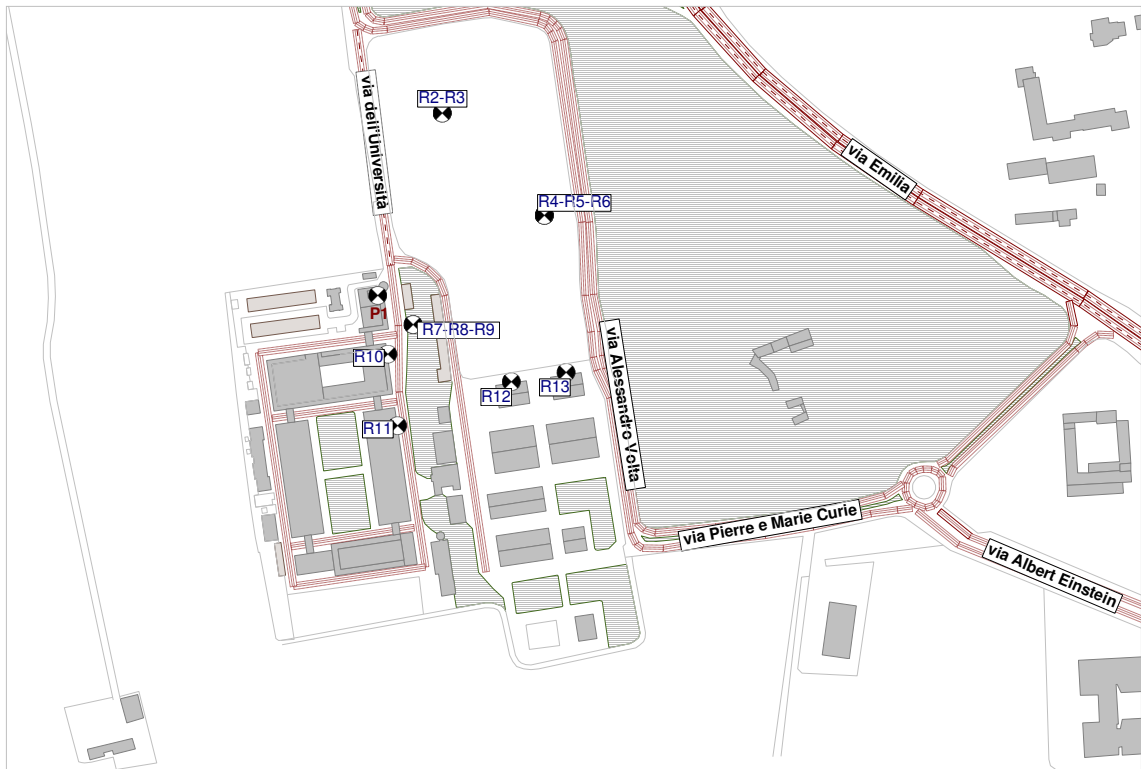 via dell'Università
R2-R3
via Emilia
R4-R5-R6
P1
R7-R8-R9
R10
R12
R13
R11
via Alessandro Volta
via Pierre e Marie Curie
via Albert Einstein